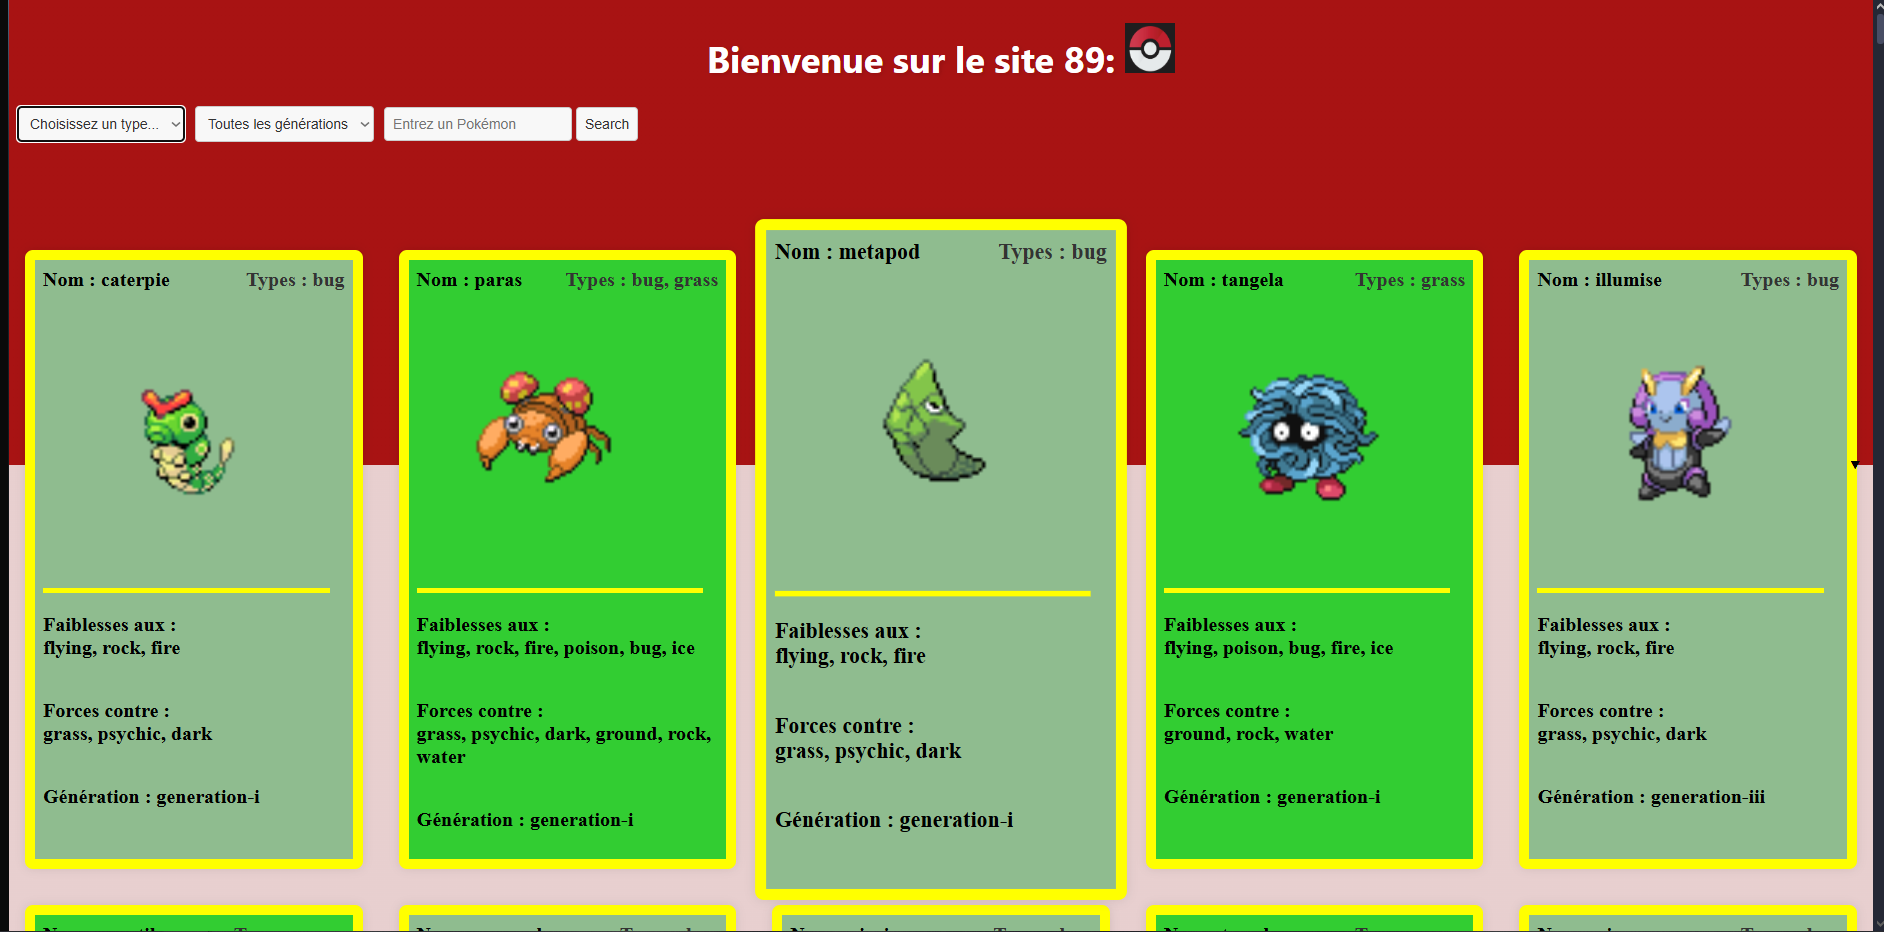 Bienvenue sur le site 89:
Choisissez un type...
Toutes les générations
Entrez un Pokémon
Search
Nom : caterpie
Types : bug
Faiblesses aux :
flying, rock, fire
Forces contre :
grass, psychic, dark
Génération : generation-i
Nom : paras
Types : bug, grass
Faiblesses aux :
flying, rock, fire, poison, bug, ice
Forces contre :
grass, psychic, dark, ground, rock,
water
Génération : generation-i
Nom : metapod
Types : bug
Faiblesses aux :
flying, rock, fire
Forces contre :
grass, psychic, dark
Génération : generation-i
Nom : tangela
Types : grass
Faiblesses aux :
flying, poison, bug, fire, ice
Forces contre :
ground, rock, water
Génération : generation-i
Nom : illumise
Types : bug
Faiblesses aux :
flying, rock, fire
Forces contre :
grass, psychic, dark
Génération : generation-iii